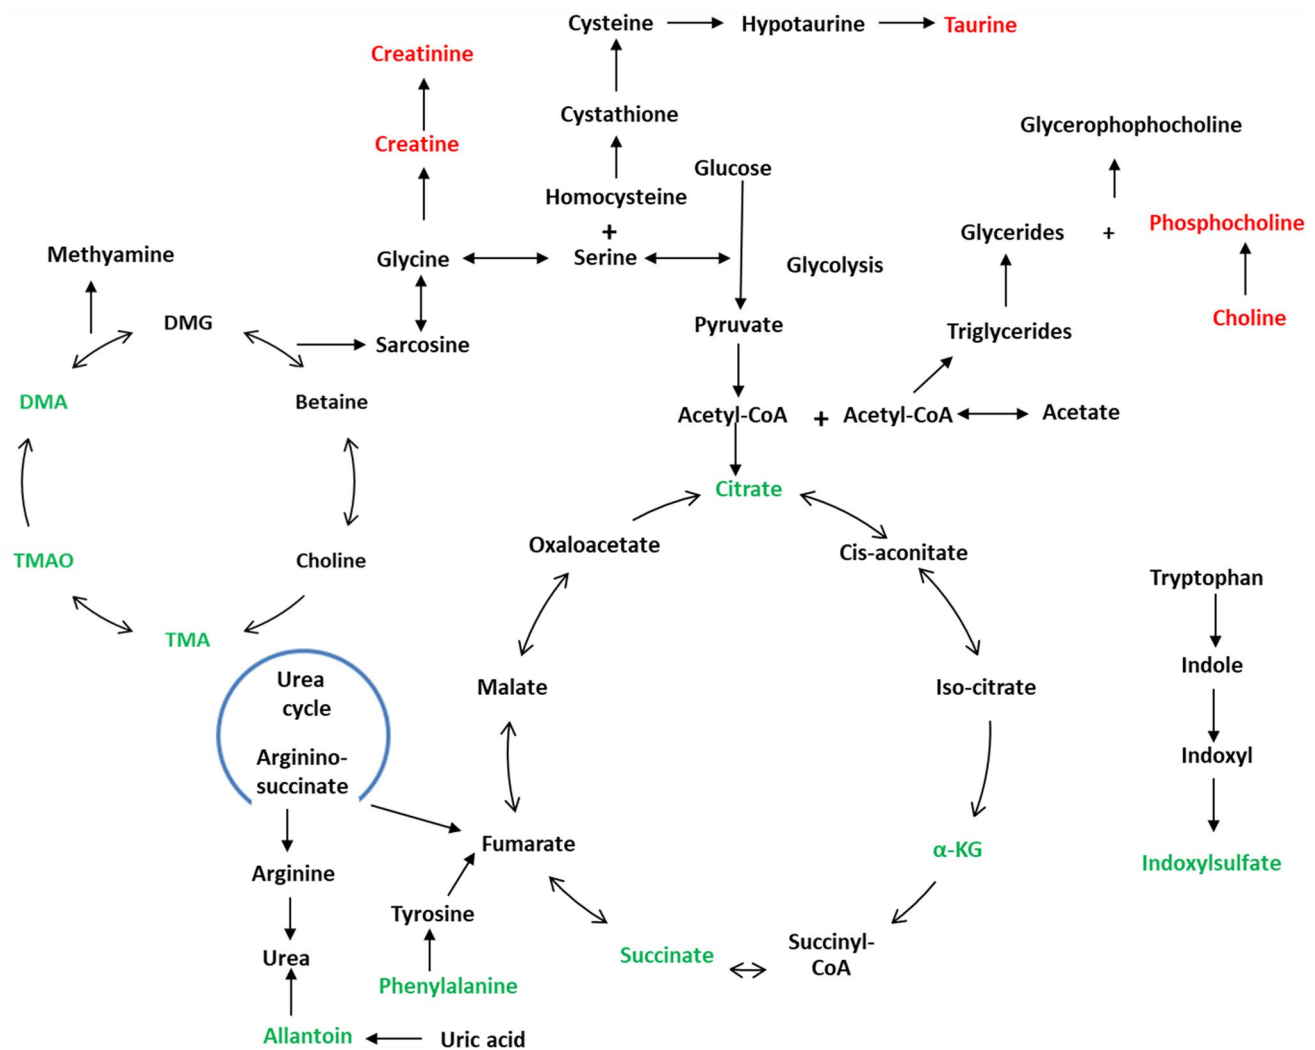 Cysteine
Hypotaurine
Taurine
Creatinine
Cystathione
Glycerophophocholine
Creatine
Glucose
Homocysteine
Phosphocholine
Glycerides
+
+
Methyamine
Glycine
Serine
Glycolysis
Choline
DMG
Pyruvate
Triglycerides
Sarcosine
DMA
Betaine
Acetyl-CoA
+
Acetyl-CoA
Acetate
Citrate
Oxaloacetate
Cis-aconitate
TMAO
Choline
Tryptophan
TMA
Indole
Urea
cycle
Malate
Iso-citrate
Arginino-
succinate
Indoxyl
Fumarate
α-KG
Indoxylsulfate
Arginine
Tyrosine
Succinate
Succinyl-
CoA
Urea
Phenylalanine
Allantoin
Uric acid